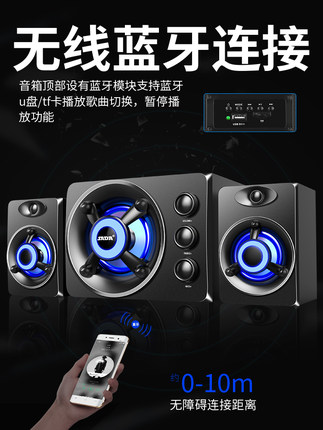 无线蓝牙连接
音箱顶部设有蓝牙模块支持蓝牙
u盘/tf卡播放歌曲切换，暂停播
放功能
JNDR
约0-10m
无障碍连接距离